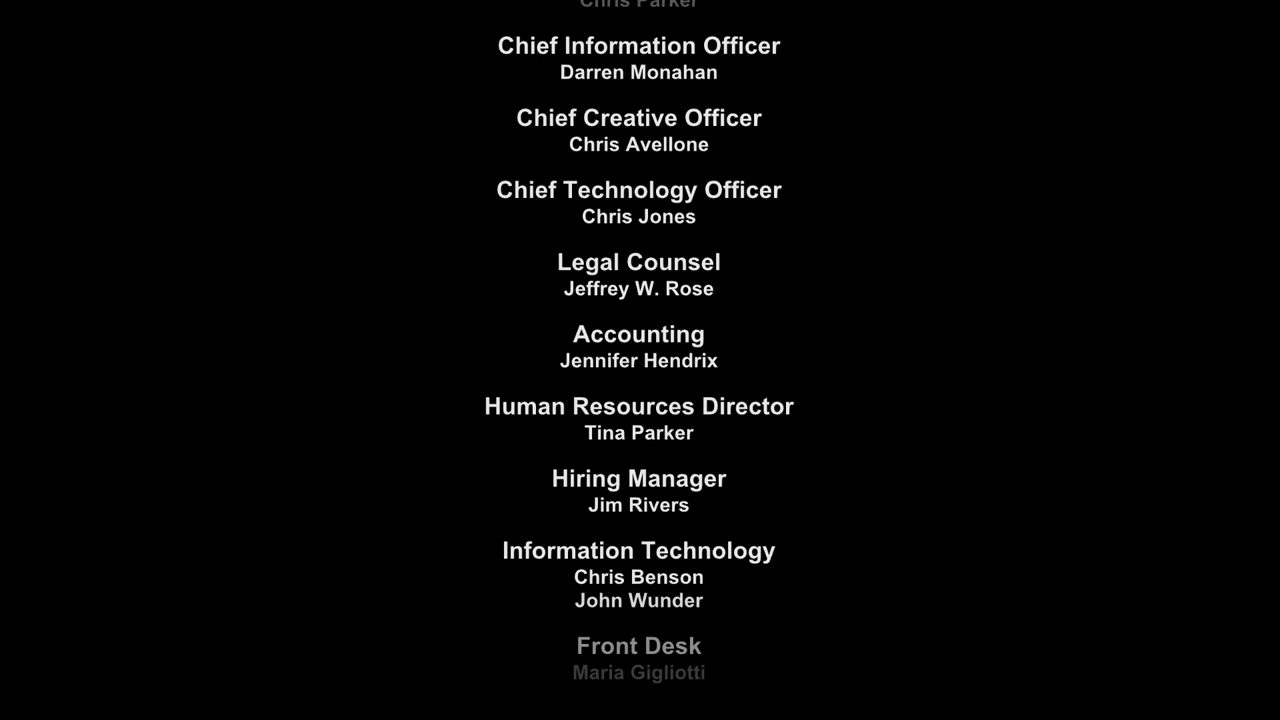 Chris Parker
Chief Information Officer
Darren Monahan
Chief Creative Officer
Chris Avellone
Chief Technology Officer
Chris Jones
Legal Counsel
Jeffrey W. Rose
Accounting
Jennifer Hendrix
Human Resources Director
Tina Parker
Hiring Manager
Jim Rivers
Information Technology
Chris Benson
John Wunder
Front Desk
Maria Gigliotti